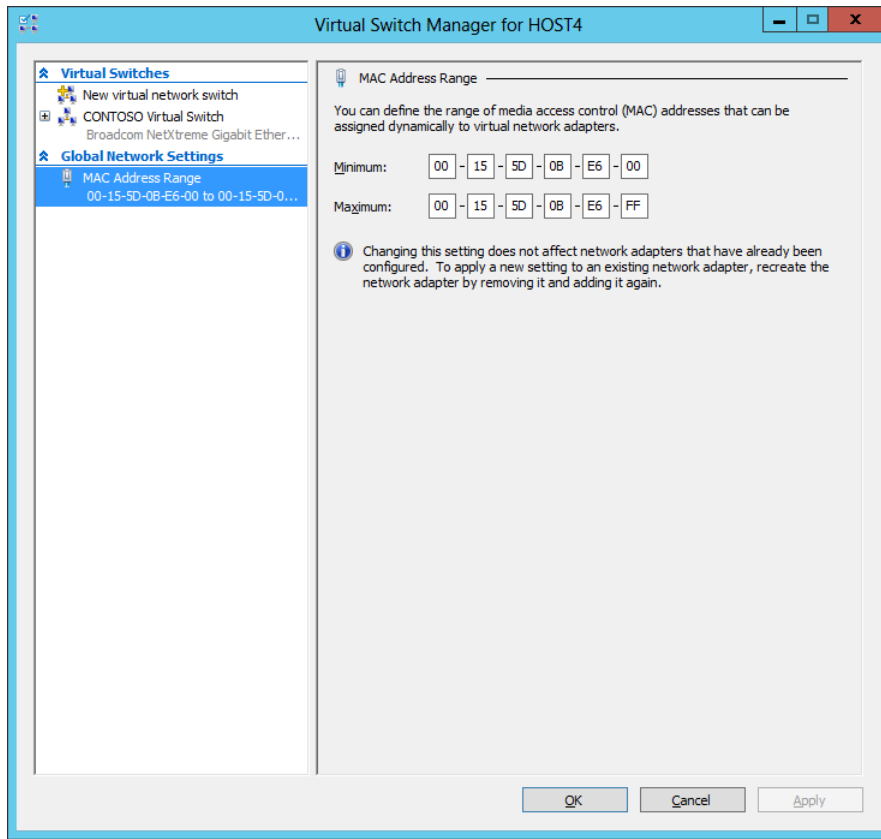 Virtual Switch Manager for HOST4
Virtual Switches
New virtual network switch
CONTOSO Virtual Switch
Broadcom NetXtreme Gigabit Ether...
Global Network Settings
MAC Address Range
00-15-5D-0B-E6-00 to 00-15-5D-0...
MAC Address Range
You can define the range of media access control (MAC) addresses that can be
assigned dynamically to virtual network adapters.
Minimum: 00 - 15 - 5D - 0B - E6 - 00
Maximum: 00 - 15 - 5D - 0B - E6 - FF
Changing this setting does not affect network adapters that have already been
configured. To apply a new setting to an existing network adapter, recreate the
network adapter by removing it and adding it again.
OK Cancel Apply